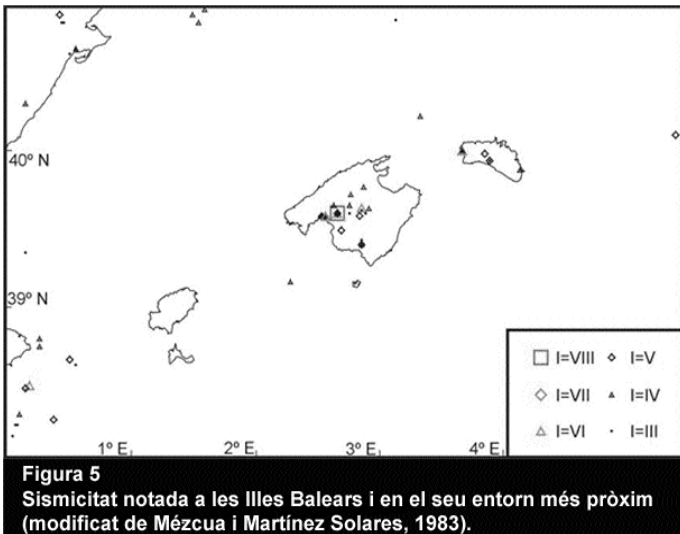 40º N
39º N
I=VIII I=V
I=VII I=IV
I=VI I=III
1º E 2º E 3º E 4º E
Figura 5
Sismicitat notada a les Illes Balears i en el seu entorn més pròxim
(modificat de Mézcua i Martínez Solares, 1983).